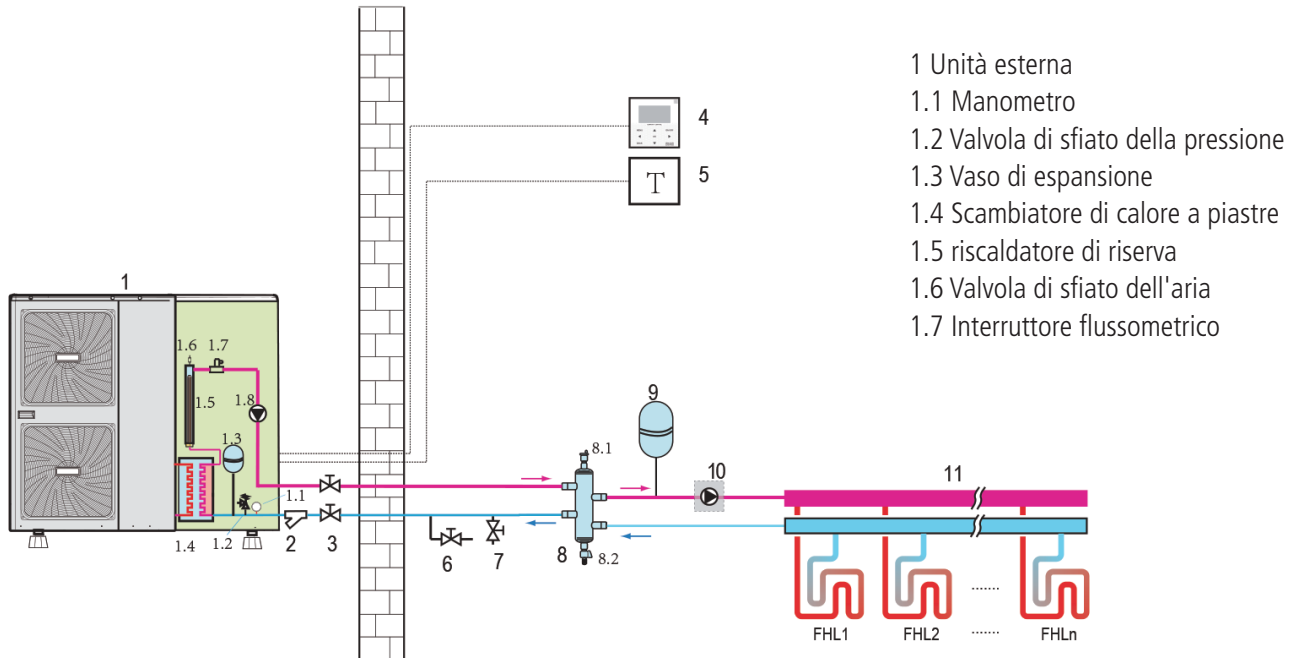 1 Unità esterna
1.1 Manometro
1.2 Valvola di sfiato della pressione
1.3 Vaso di espansione
1.4 Scambiatore di calore a piastre
1.5 riscaldatore di riserva
1.6 Valvola di sfiato dell'aria
1.7 Interruttore flussometrico
4
T 5
1
1.6 1.7
1.5
1.8
1.3
1.1
1.4 1.2 2 3
6 7
8.1
8 8.2
9
10
11
FHL1 FHL2 ....... FHLn